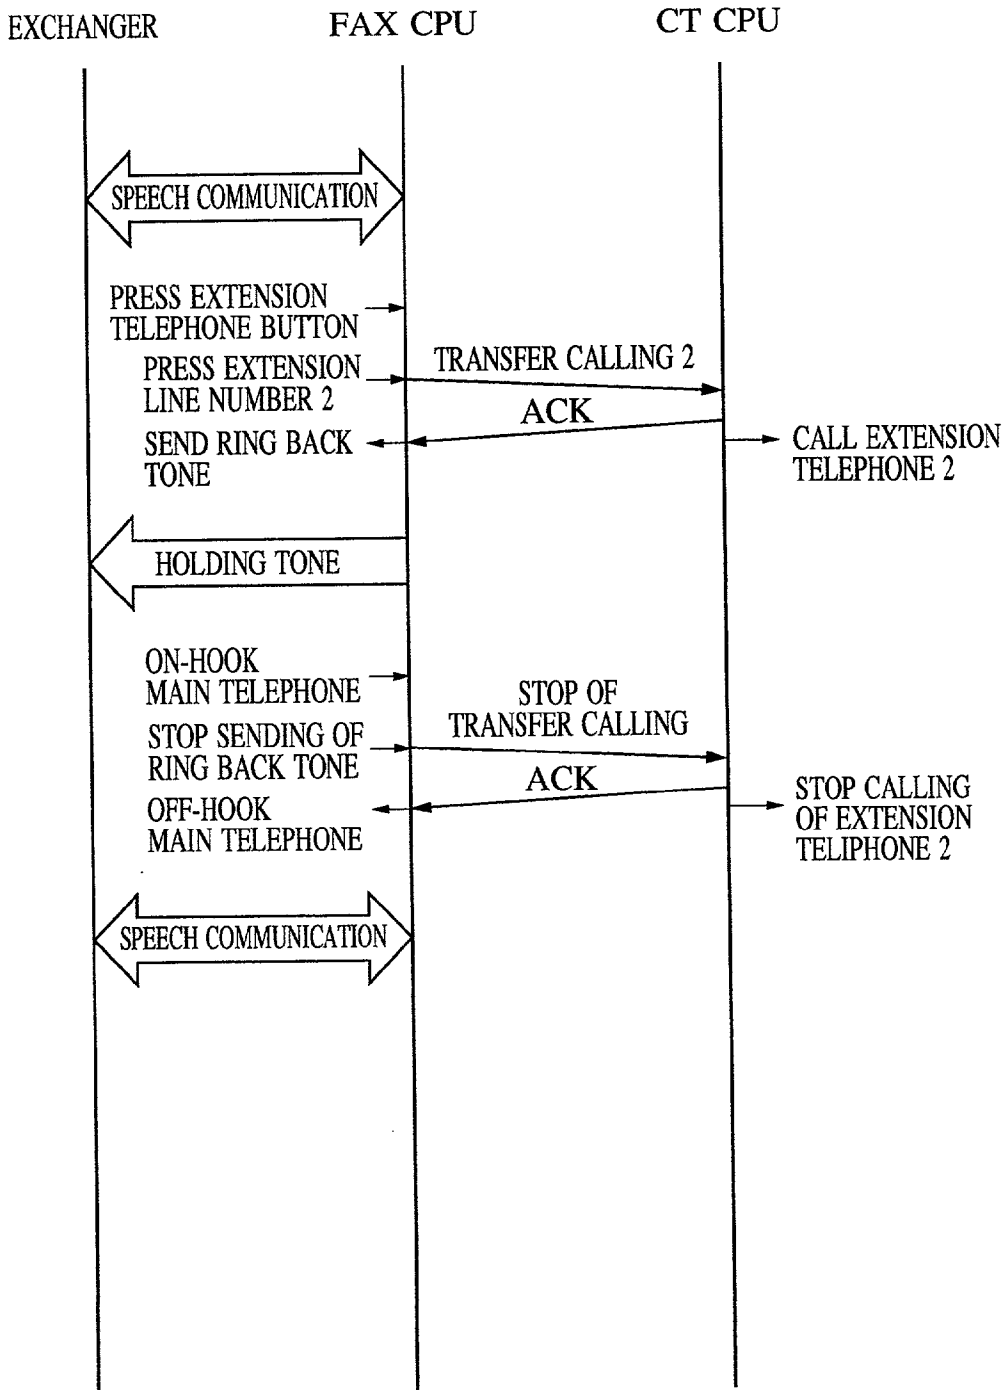 EXCHANGER
FAX CPU
CT CPU
SPEECH COMMUNICATION
PRESS EXTENSION
TELEPHONE BUTTON
PRESS EXTENSION
LINE NUMBER 2
TRANSFER CALLING 2
ACK
SEND RING BACK
TONE
CALL EXTENSION
TELEPHONE 2
HOLDING TONE
ON-HOOK
MAIN TELEPHONE
STOP OF
TRANSFER CALLING
STOP SENDING OF
RING BACK TONE
ACK
OFF-HOOK
MAIN TELEPHONE
STOP CALLING
OF EXTENSION
TELIPHONE 2
SPEECH COMMUNICATION